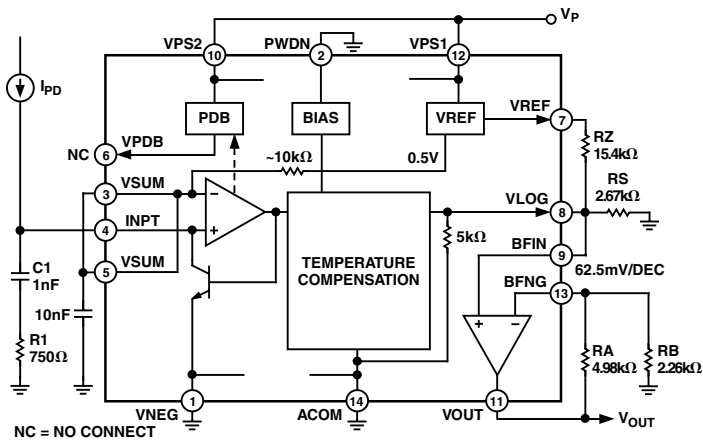 VP
VPS2
PWDN
VPS1
10
2
12
IPD
PDB
BIAS
VREF
VREF
7
VPDB
RZ
15.4kΩ
NC
6
~10kΩ
0.5V
RS
2.67kΩ
3
VSUM
−
VLOG
8
4
INPT
+
5kΩ
BFIN
9
5
VSUM
TEMPERATURE
COMPENSATION
62.5mV/DEC
C1
1nF
BFNG
13
10nF
+
−
R1
750Ω
RA
4.98kΩ
RB
2.26kΩ
1
14
11
VNEG
ACOM
VOUT
VOUT
NC = NO CONNECT